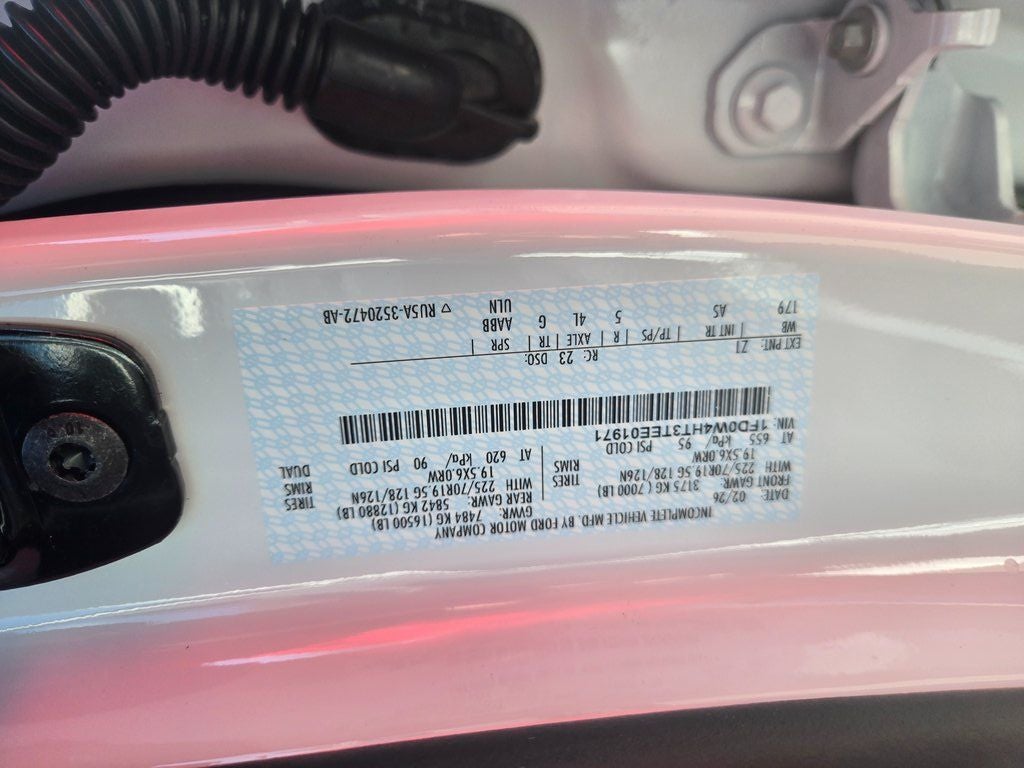 INCOMPLETE VEHICLE MFD. BY FORD MOTOR COMPANY
DATE: 02/26 GWR: 7484 KG (16500 LB)
FRONT GAWR: 3175 KG (7000 LB) REAR GAWR: 5842 KG (12880 LB)
WITH 225/70R19.5G 128/126N TIRES WITH 225/70R19.5G 128/126N TIRES
19.5X6.0RW RIMS 19.5X6.0RW RIMS
AT 655 kPa/ 95 PSI COLD AT 620 kPa/ 90 PSI COLD DUAL
VIN: 1FD0W4HT3TEE01971
EXT PNT: Z1 RC: 23 DSO:
WB | INT TR | TP/PS | R | AXLE | TR | SPR |
179 AS 5 4L G AABB
ULN
▽ RU5A-3520472-AB